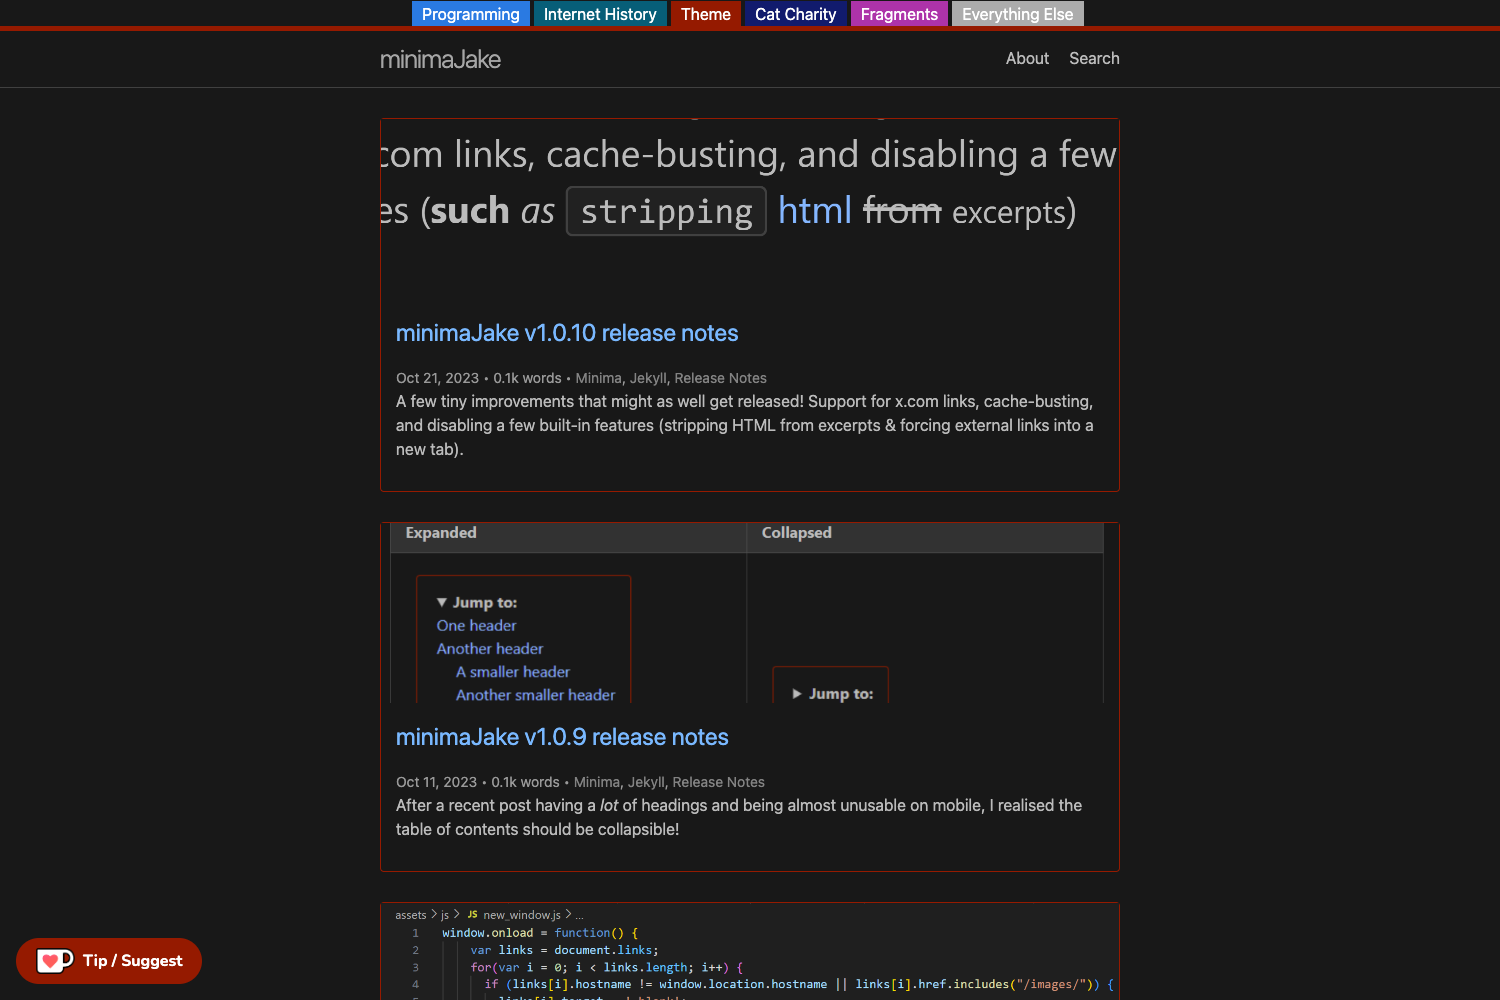 Programming Internet History Theme Cat Charity Fragments Everything Else
minimaJake About Search
com links, cache-busting, and disabling a few
es (such as stripping html from excerpts)
minimaJake v1.0.10 release notes
Oct 21, 2023 • 0.1k words • Minima, Jekyll, Release Notes
A few tiny improvements that might as well get released! Support for x.com links, cache-busting,
and disabling a few built-in features (stripping HTML from excerpts & forcing external links into a
new tab).
Expanded Collapsed
▼ Jump to:
One header
Another header
A smaller header
Another smaller header
▶ Jump to:
minimaJake v1.0.9 release notes
Oct 11, 2023 • 0.1k words • Minima, Jekyll, Release Notes
After a recent post having a lot of headings and being almost unusable on mobile, I realised the
table of contents should be collapsible!
assets > js > JS new_window.js > ...
1 window.onload = function() {
2 var links = document.links;
3 for(var i = 0; i < links.length; i++) {
4 if (links[i].hostname != window.location.hostname || links[i].href.includes("/images/")) {
Tip / Suggest